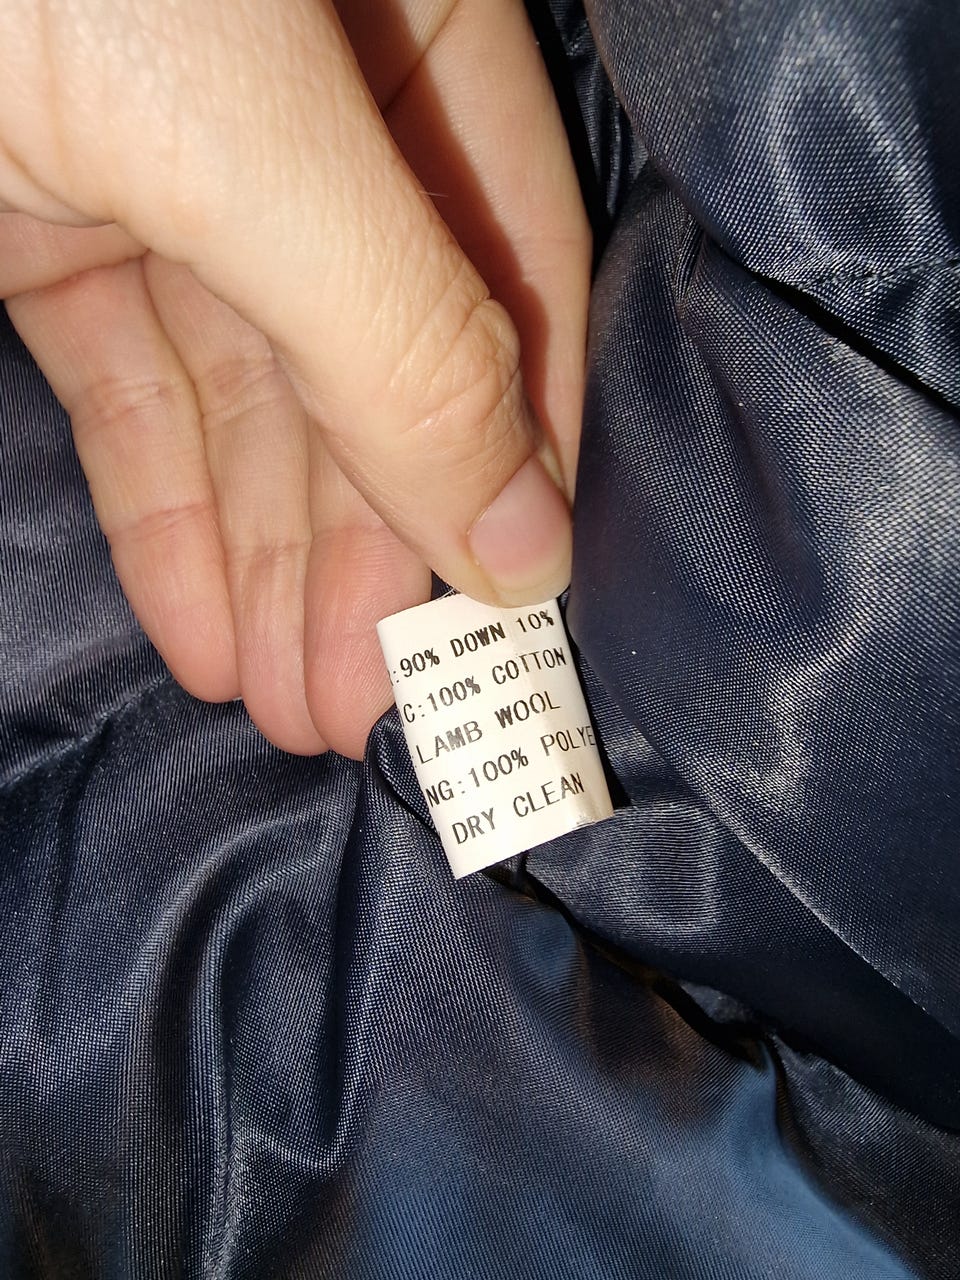 :90% DOWN 10%
C:100% COTTON
LAMB WOOL
NG:100% POLYE
DRY CLEAN